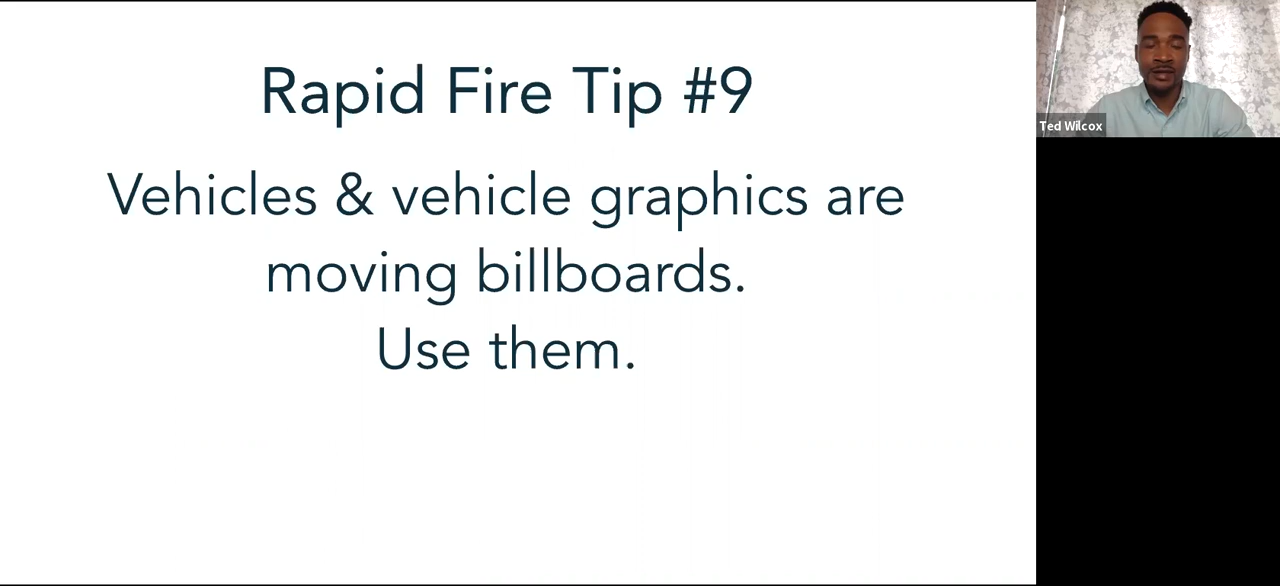 Rapid Fire Tip #9
Vehicles & vehicle graphics are
moving billboards.
Use them.
Ted Wilcox